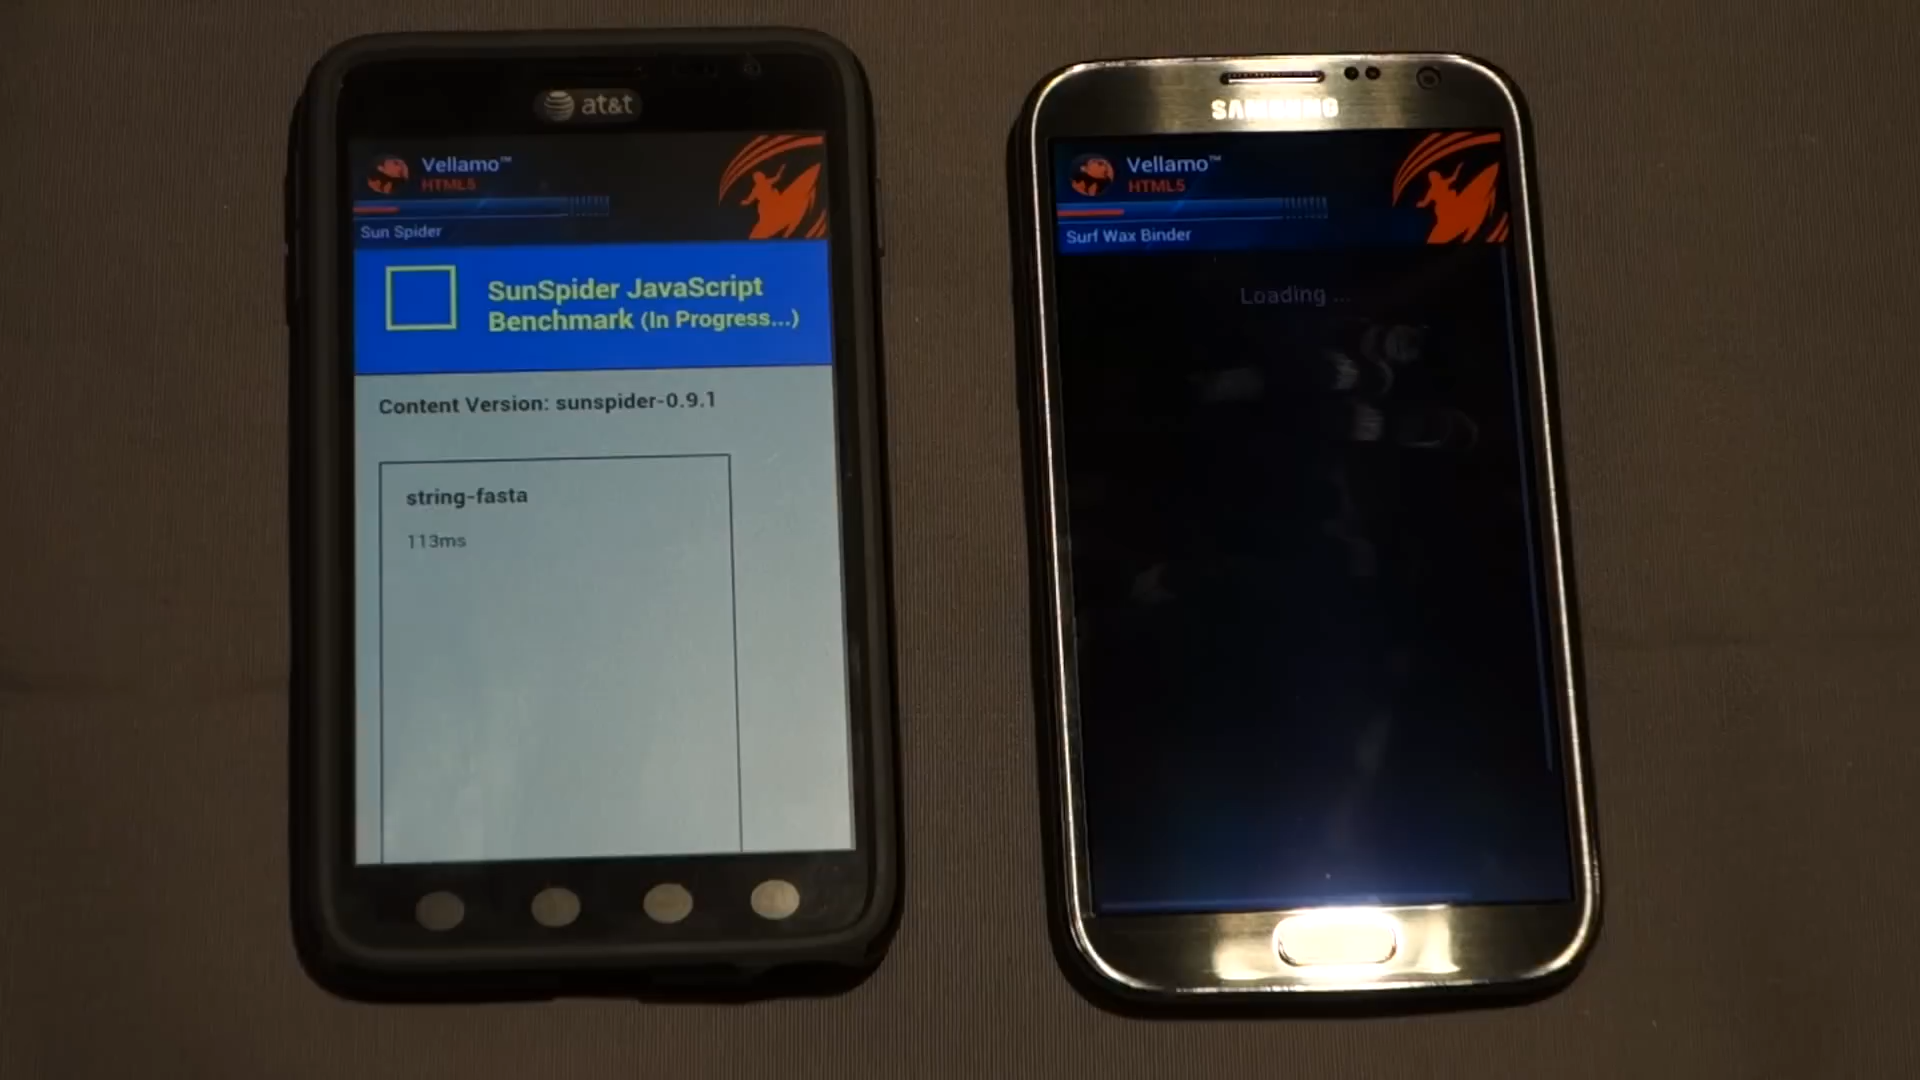 at&t
Vellamo™
HTML5
Sun Spider
SunSpider JavaScript
Benchmark (In Progress...)
Content Version: sunspider-0.9.1
string-fasta
113ms
SAMSUNG
Vellamo™
HTML5
Surf Wax Binder
Loading ...